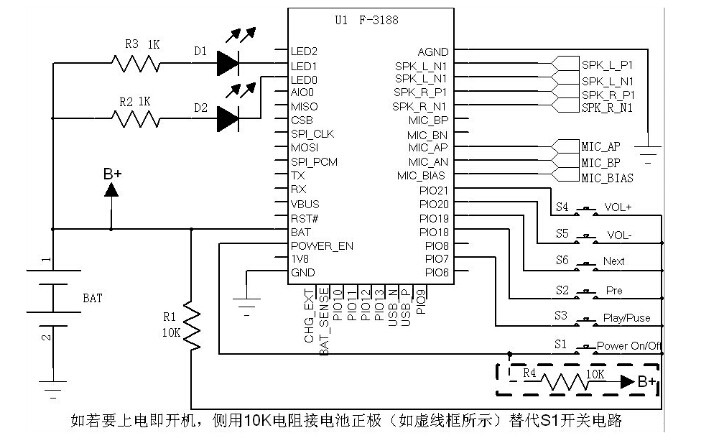 U1 F-3188
R3 1K
D1
R2 1K
D2
LED2
LED1
LED0
AIO0
MISO
CSB
SPI_CLK
MOSI
SPI_PCM
TX
RX
VBUS
RST#
BAT
POWER_EN
1V8
GND
AGND
SPK_L_N1
SPK_L_N1
SPK_R_P1
SPK_R_N1
MIC_BP
MIC_BN
MIC_AP
MIC_AN
MIC_BIAS
PIO21
PIO20
PIO19
PIO18
PIO8
PIO7
PIO6
CHG_EXT
BAT_SENSE
PIO10
PIO11
PIO12
PIO13
USB_N
USB_P
PIO9
SPK_L_P1
SPK_L_N1
SPK_R_P1
SPK_R_N1
MIC_AP
MIC_BP
MIC_BIAS
B+
1
BAT
2
R1
10K
S4 VOL+
S5 VOL-
S6 Next
S2 Pre
S3 Play/Puse
S1 Power On/Off
R4 10K B+
如若要上电即开机，侧用10K电阻接电池正极（如虚线框所示）替代S1开关电路